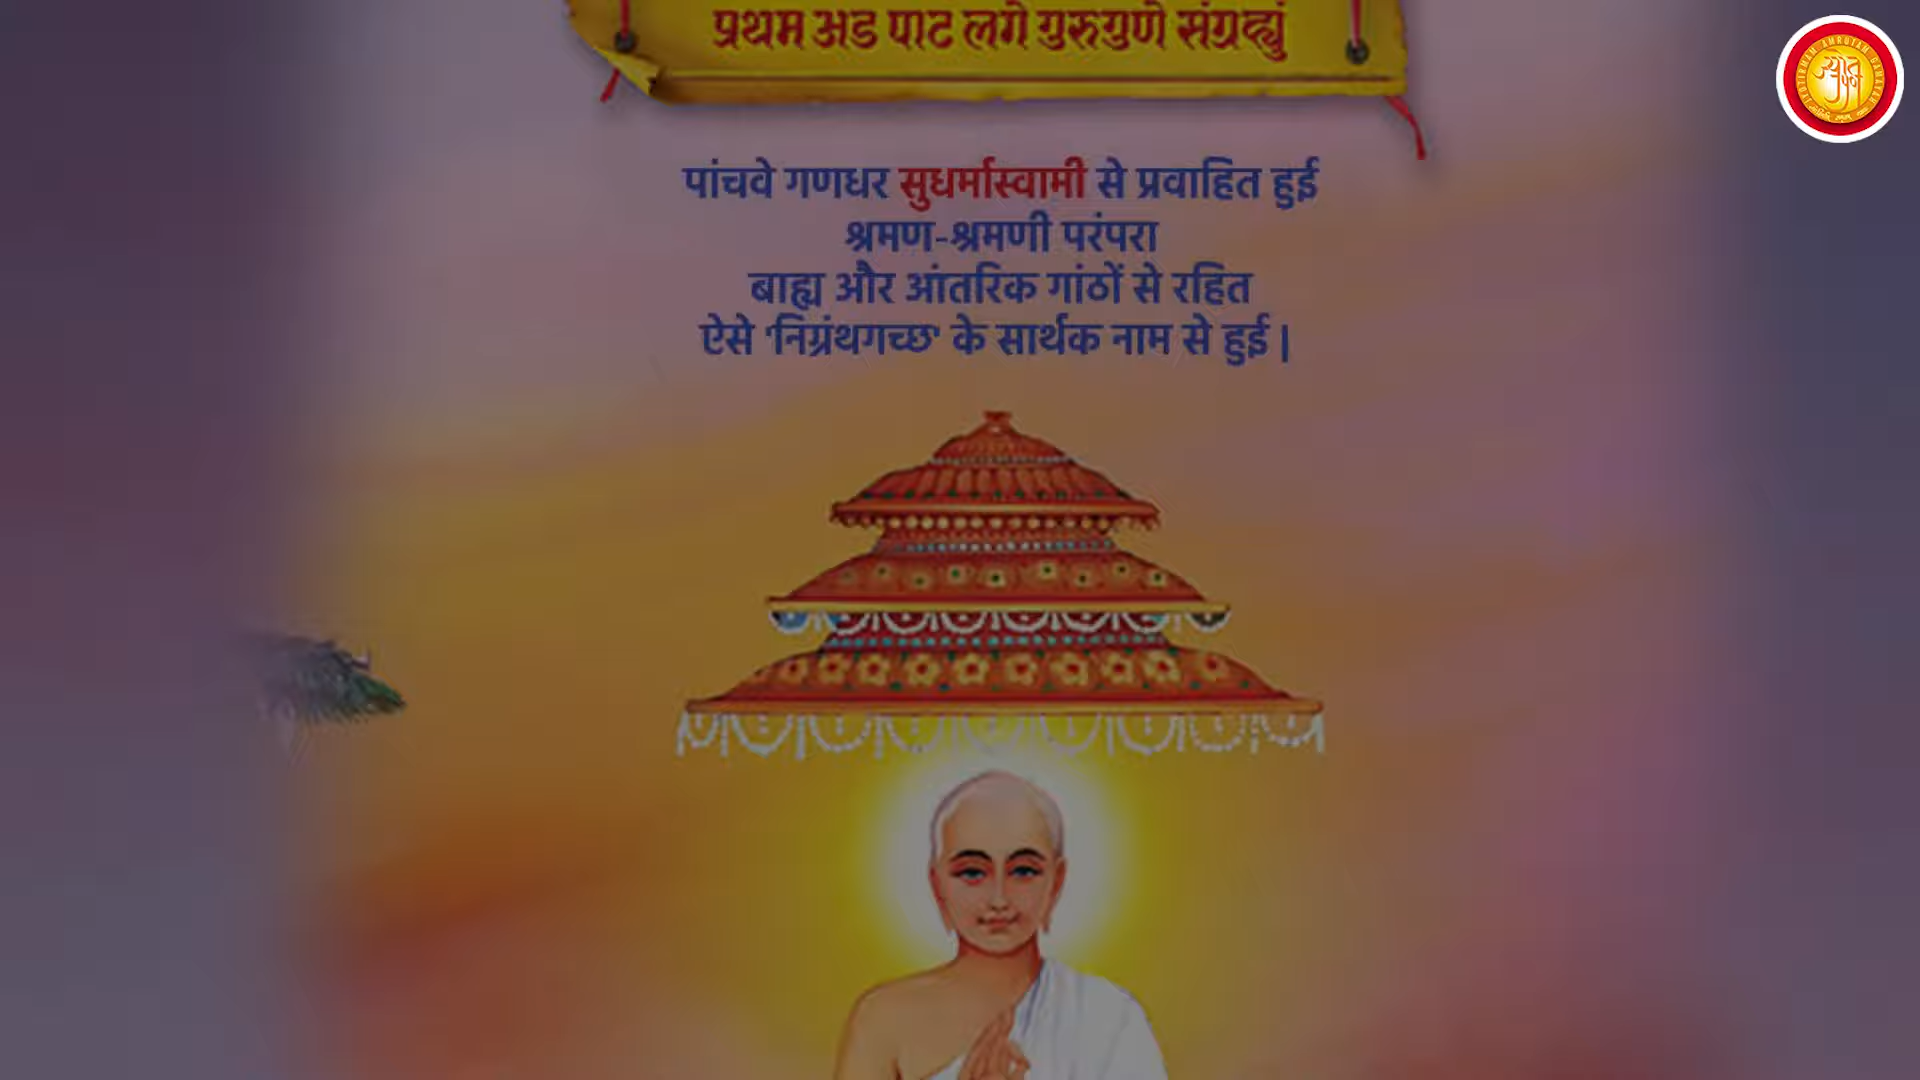 प्रथम अड पाट लगे गुरुगुणे संग्रह्युं
पांचवे गणधर सुधर्मास्वामी से प्रवाहित हुई
श्रमण-श्रमणी परंपरा
बाह्य और आंतरिक गांठों से रहित
ऐसे 'निग्रंथगच्छ' के सार्थक नाम से हुई |